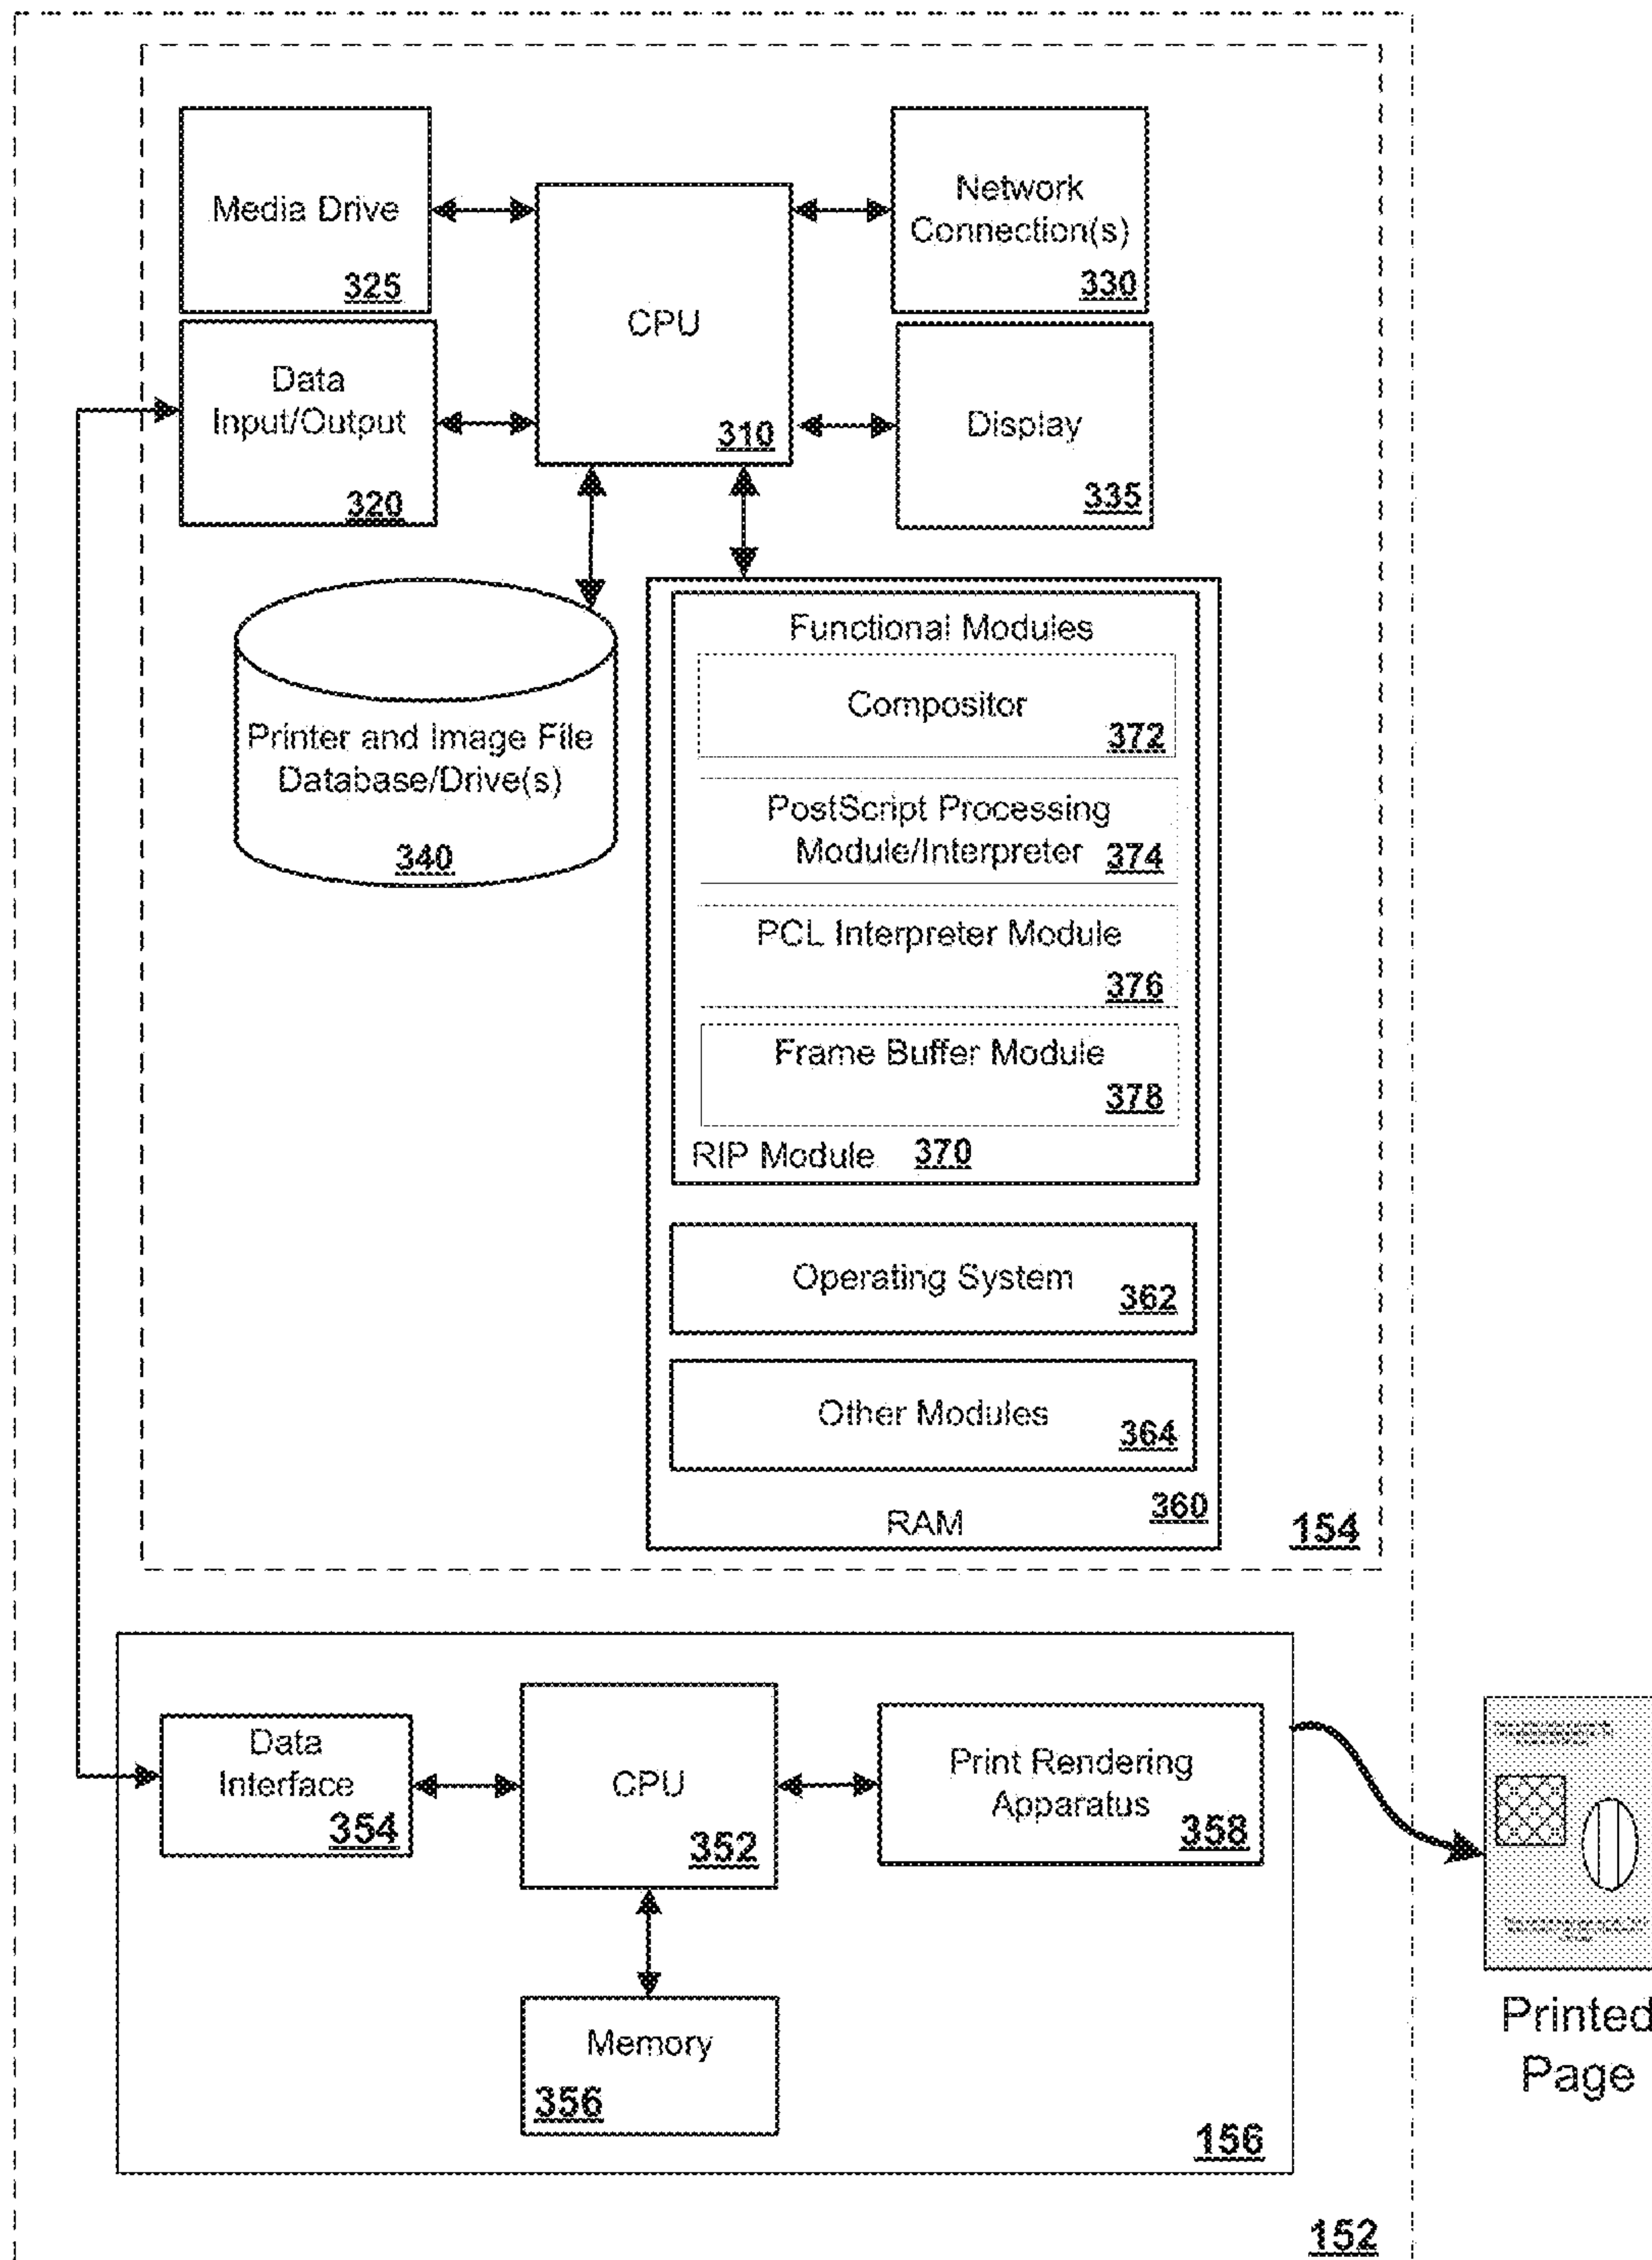 Media Drive
325
Network
Connection(s)
330
CPU
310
Data
Input/Output
320
Display
335
Printer and Image File
Database/Drive(s)
340
Functional Modules
Compositor
372
PostScript Processing
Module/Interpreter 374
PCL Interpreter Module
376
Frame Buffer Module
378
RIP Module 370
Operating System
362
Other Modules
364
RAM
360
154
Data
Interface
354
CPU
352
Print Rendering
Apparatus
358
Memory
356
156
Printed
Page
152